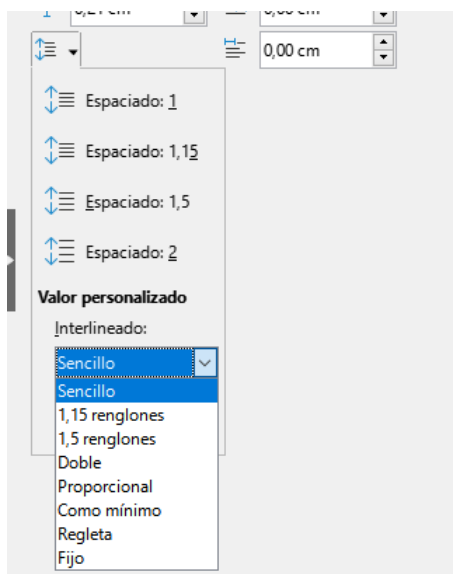 0,00 cm
Espaciado: 1
Espaciado: 1,15
Espaciado: 1,5
Espaciado: 2
Valor personalizado
Interlineado:
Sencillo
Sencillo
1,15 renglones
1,5 renglones
Doble
Proporcional
Como mínimo
Regleta
Fijo